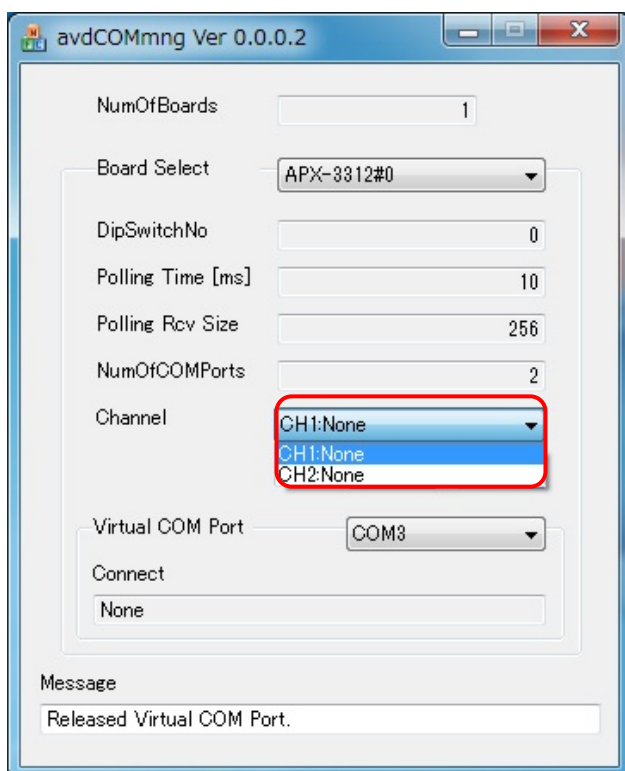 avdCOMmng Ver 0.0.0.2
NumOfBoards 1
Board Select APX-3312#0
DipSwitchNo 0
Polling Time [ms] 10
Polling Rcv Size 256
NumOfCOMPorts 2
Channel CH1:None
CH1:None
CH2:None
Virtual COM Port COM3
Connect
None
Message
Released Virtual COM Port.